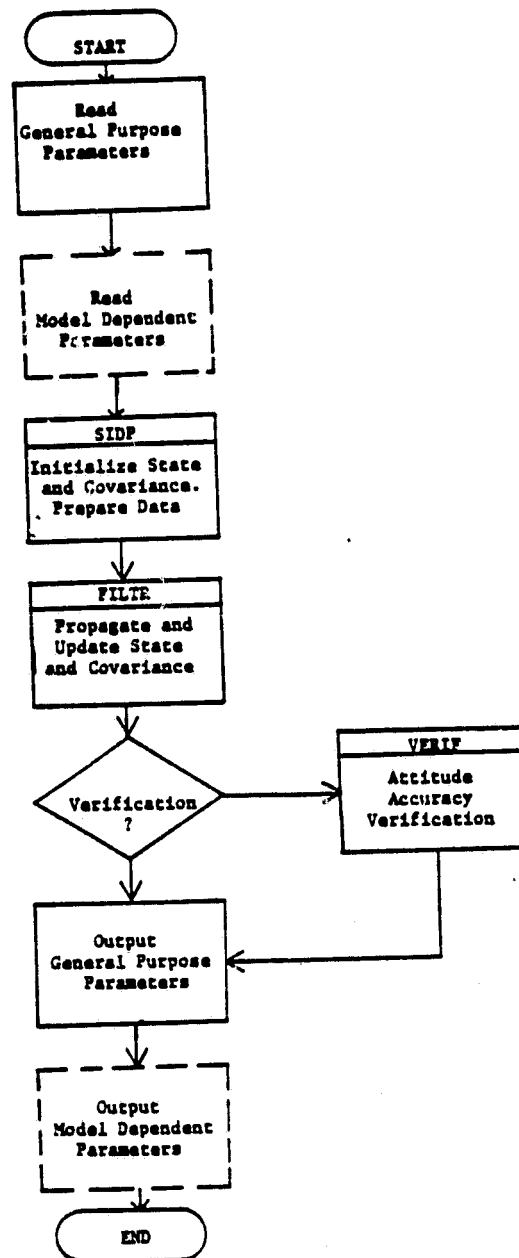 START
Read
General Purpose
Parameters
Read
Model Dependent
Parameters
SIDP
Initialize State
and Covariance.
Prepare Data
FILTR
Propagate and
Update State
and Covariance
Verification
?
VERIF
Attitude
Accuracy
Verification
Output
General Purpose
Parameters
Output
Model Dependent
Parameters
END